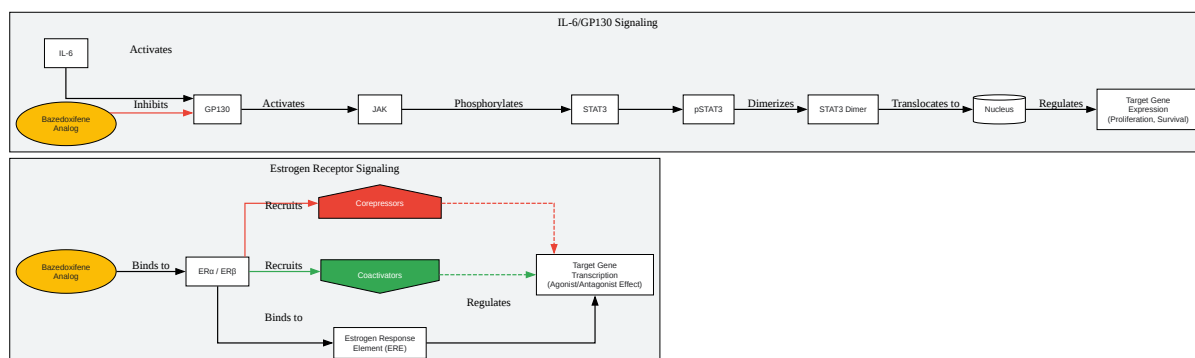 IL-6/GP130 Signaling
IL-6
Activates
Bazedoxifene
Analog
Inhibits
GP130
Activates
JAK
Phosphorylates
STAT3
pSTAT3
Dimerizes
STAT3 Dimer
Translocates to
Nucleus
Regulates
Target Gene
Expression
(Proliferation, Survival)
Estrogen Receptor Signaling
Bazedoxifene
Analog
Binds to
ERα / ERβ
Recruits
Corepressors
Recruits
Coactivators
Target Gene
Transcription
(Agonist/Antagonist Effect)
Binds to
Estrogen Response
Element (ERE)
Regulates